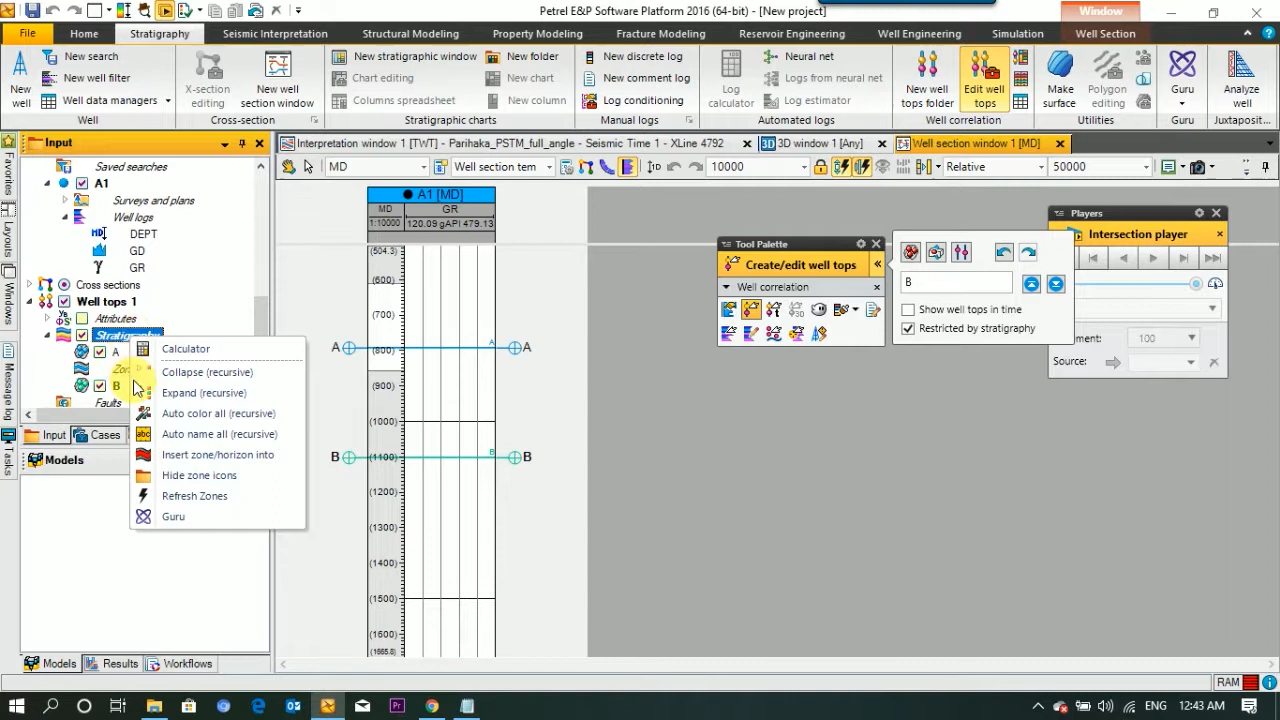 Petrel E&P Software Platform 2016 (64-bit) - [New project]
Window
File
Home
Stratigraphy
Seismic Interpretation
Structural Modeling
Property Modeling
Fracture Modeling
Reservoir Engineering
Well Engineering
Simulation
Well Section
New well
New search
New well filter
Well data managers
Well
X-section editing
New well section window
Cross-section
New stratigraphic window
Chart editing
Columns spreadsheet
New folder
New chart
New column
Stratigraphic charts
New discrete log
New comment log
Log conditioning
Manual logs
Log calculator
Neural net
Logs from neural net
Log estimator
Automated logs
New well tops folder
Edit well tops
Well correlation
Make surface
Polygon editing
Utilities
Guru
Guru
Analyze well
Juxtaposit...
Favorites
Layouts
Windows
Message log
Tasks
Input
Interpretation window 1 [TWT] - Parihaka_PSTM_full_angle - Seismic Time 1 - XLine 4792
3D window 1 [Any]
Well section window 1 [MD]
MD
Well section tem
10000
Relative
50000
Saved searches
A1
Surveys and plans
Well logs
DEPT
GD
GR
Cross sections
Well tops 1
Attributes
Stratigraphy
A
B
Faults
Calculator
Collapse (recursive)
Expand (recursive)
Auto color all (recursive)
Auto name all (recursive)
Insert zone/horizon into
Hide zone icons
Refresh Zones
Guru
Input
Cases
Models
Models
Results
Workflows
A1 [MD]
MD
GR
1:10000
120.09 gAPI 479.13
(504.3)
(600)
(700)
A
(800)
A
A
(900)
(1000)
B
(1100)
B
B
(1200)
(1300)
(1400)
(1500)
(1600)
(1665.8)
Tool Palette
Create/edit well tops
Well correlation
B
Show well tops in time
Restricted by stratigraphy
Players
Intersection player
100
Source:
RAM
ENG
12:43 AM